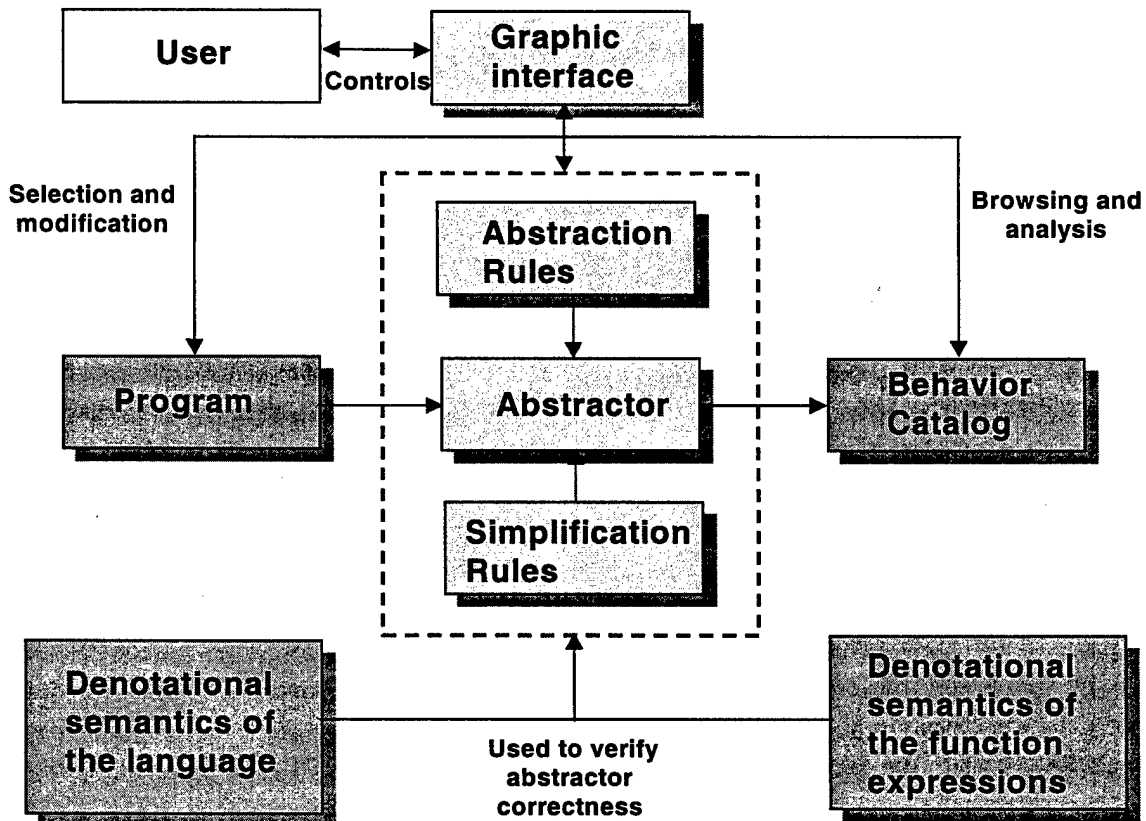 User
Controls
Graphic
interface
Selection and
modification
Browsing and
analysis
Abstraction
Rules
Program
Abstractor
Behavior
Catalog
Simplification
Rules
Denotational
semantics of
the language
Used to verify
abstractor
correctness
Denotational
semantics of
the function
expressions